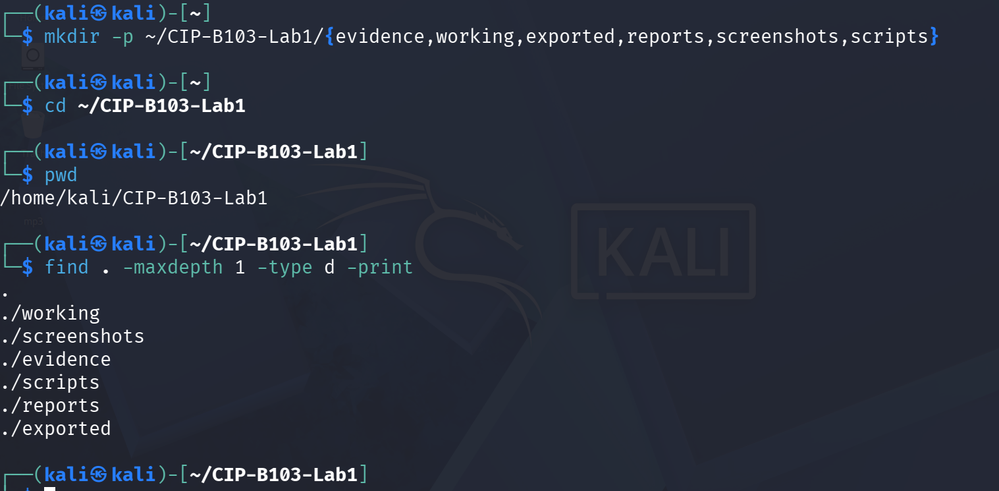 ┌──(kali㉿kali)-[~]
└─$ mkdir -p ~/CIP-B103-Lab1/{evidence,working,exported,reports,screenshots,scripts}
┌──(kali㉿kali)-[~]
└─$ cd ~/CIP-B103-Lab1
┌──(kali㉿kali)-[~/CIP-B103-Lab1]
└─$ pwd
/home/kali/CIP-B103-Lab1
mp3
┌──(kali㉿kali)-[~/CIP-B103-Lab1]
└─$ find . -maxdepth 1 -type d -print
KALI
.
./working
./screenshots
./evidence
./scripts
./reports
./exported
┌──(kali㉿kali)-[~/CIP-B103-Lab1]
└─$